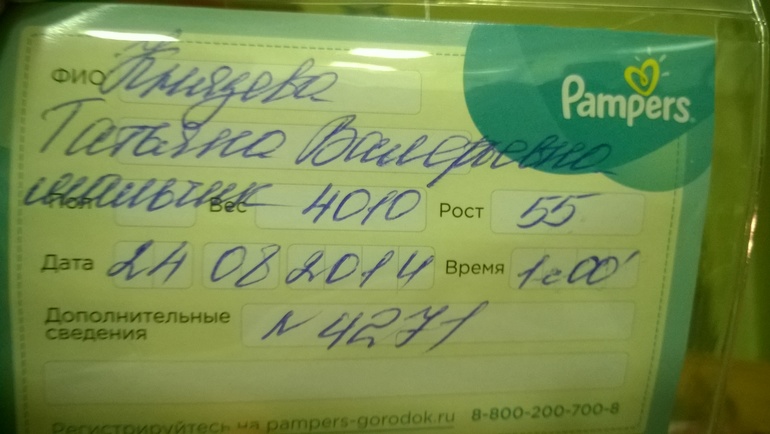 Pampers
ФИО Князева
Татьяна Валерьевна
мальчик
Пол Вес 4010 Рост 55
Дата 24 08 2014 Время 1 00
Дополнительные
сведения N 4271
Регистрируйтесь на pampers-gorodok.ru 8-800-200-700-8